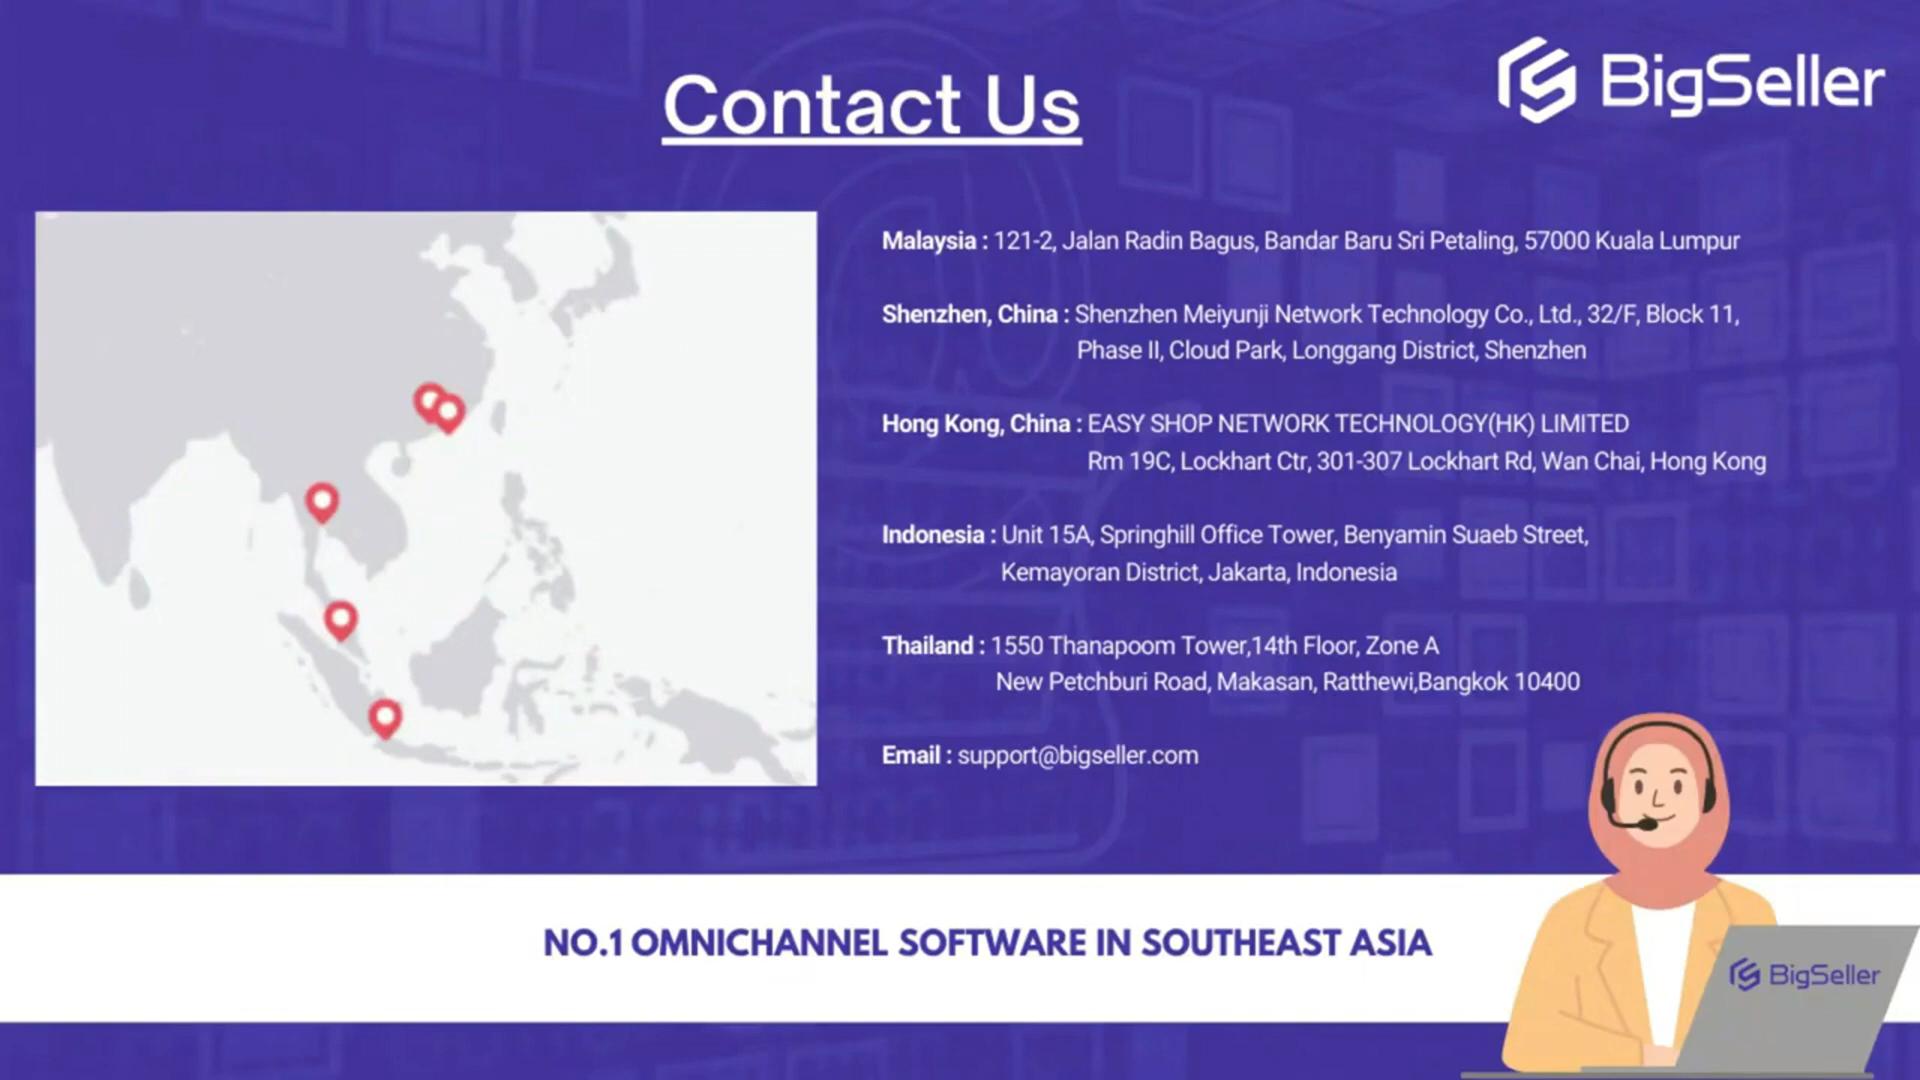 Contact Us
BigSeller
Malaysia : 121-2, Jalan Radin Bagus, Bandar Baru Sri Petaling, 57000 Kuala Lumpur
Shenzhen, China : Shenzhen Meiyunji Network Technology Co., Ltd., 32/F, Block 11,
Phase II, Cloud Park, Longgang District, Shenzhen
Hong Kong, China : EASY SHOP NETWORK TECHNOLOGY(HK) LIMITED
Rm 19C, Lockhart Ctr, 301-307 Lockhart Rd, Wan Chai, Hong Kong
Indonesia : Unit 15A, Springhill Office Tower, Benyamin Suaeb Street,
Kemayoran District, Jakarta, Indonesia
Thailand : 1550 Thanapoom Tower,14th Floor, Zone A
New Petchburi Road, Makasan, Ratthewi,Bangkok 10400
Email : support@bigseller.com
NO.1 OMNICHANNEL SOFTWARE IN SOUTHEAST ASIA
BigSeller